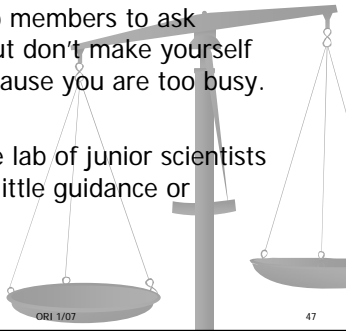 members to ask
ut don't make yourself
ause you are too busy.
lab of junior scientists
ittle guidance or
ORI 1/07
47